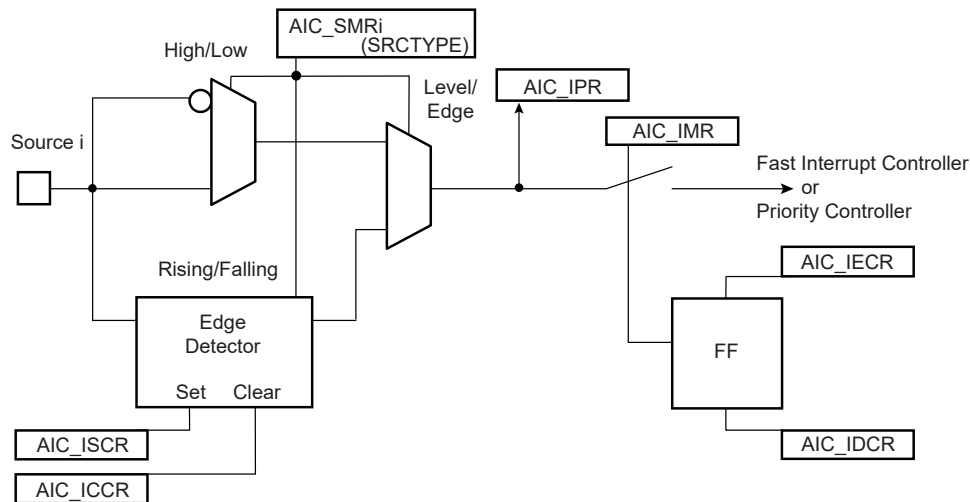 AIC_SMRi
(SRCTYPE)
High/Low
Level/
Edge
AIC_IPR
AIC_IMR
Source i
Fast Interrupt Controller
or
Priority Controller
Rising/Falling
AIC_IECR
Edge
Detector
FF
Set Clear
AIC_ISCR
AIC_IDCR
AIC_ICCR